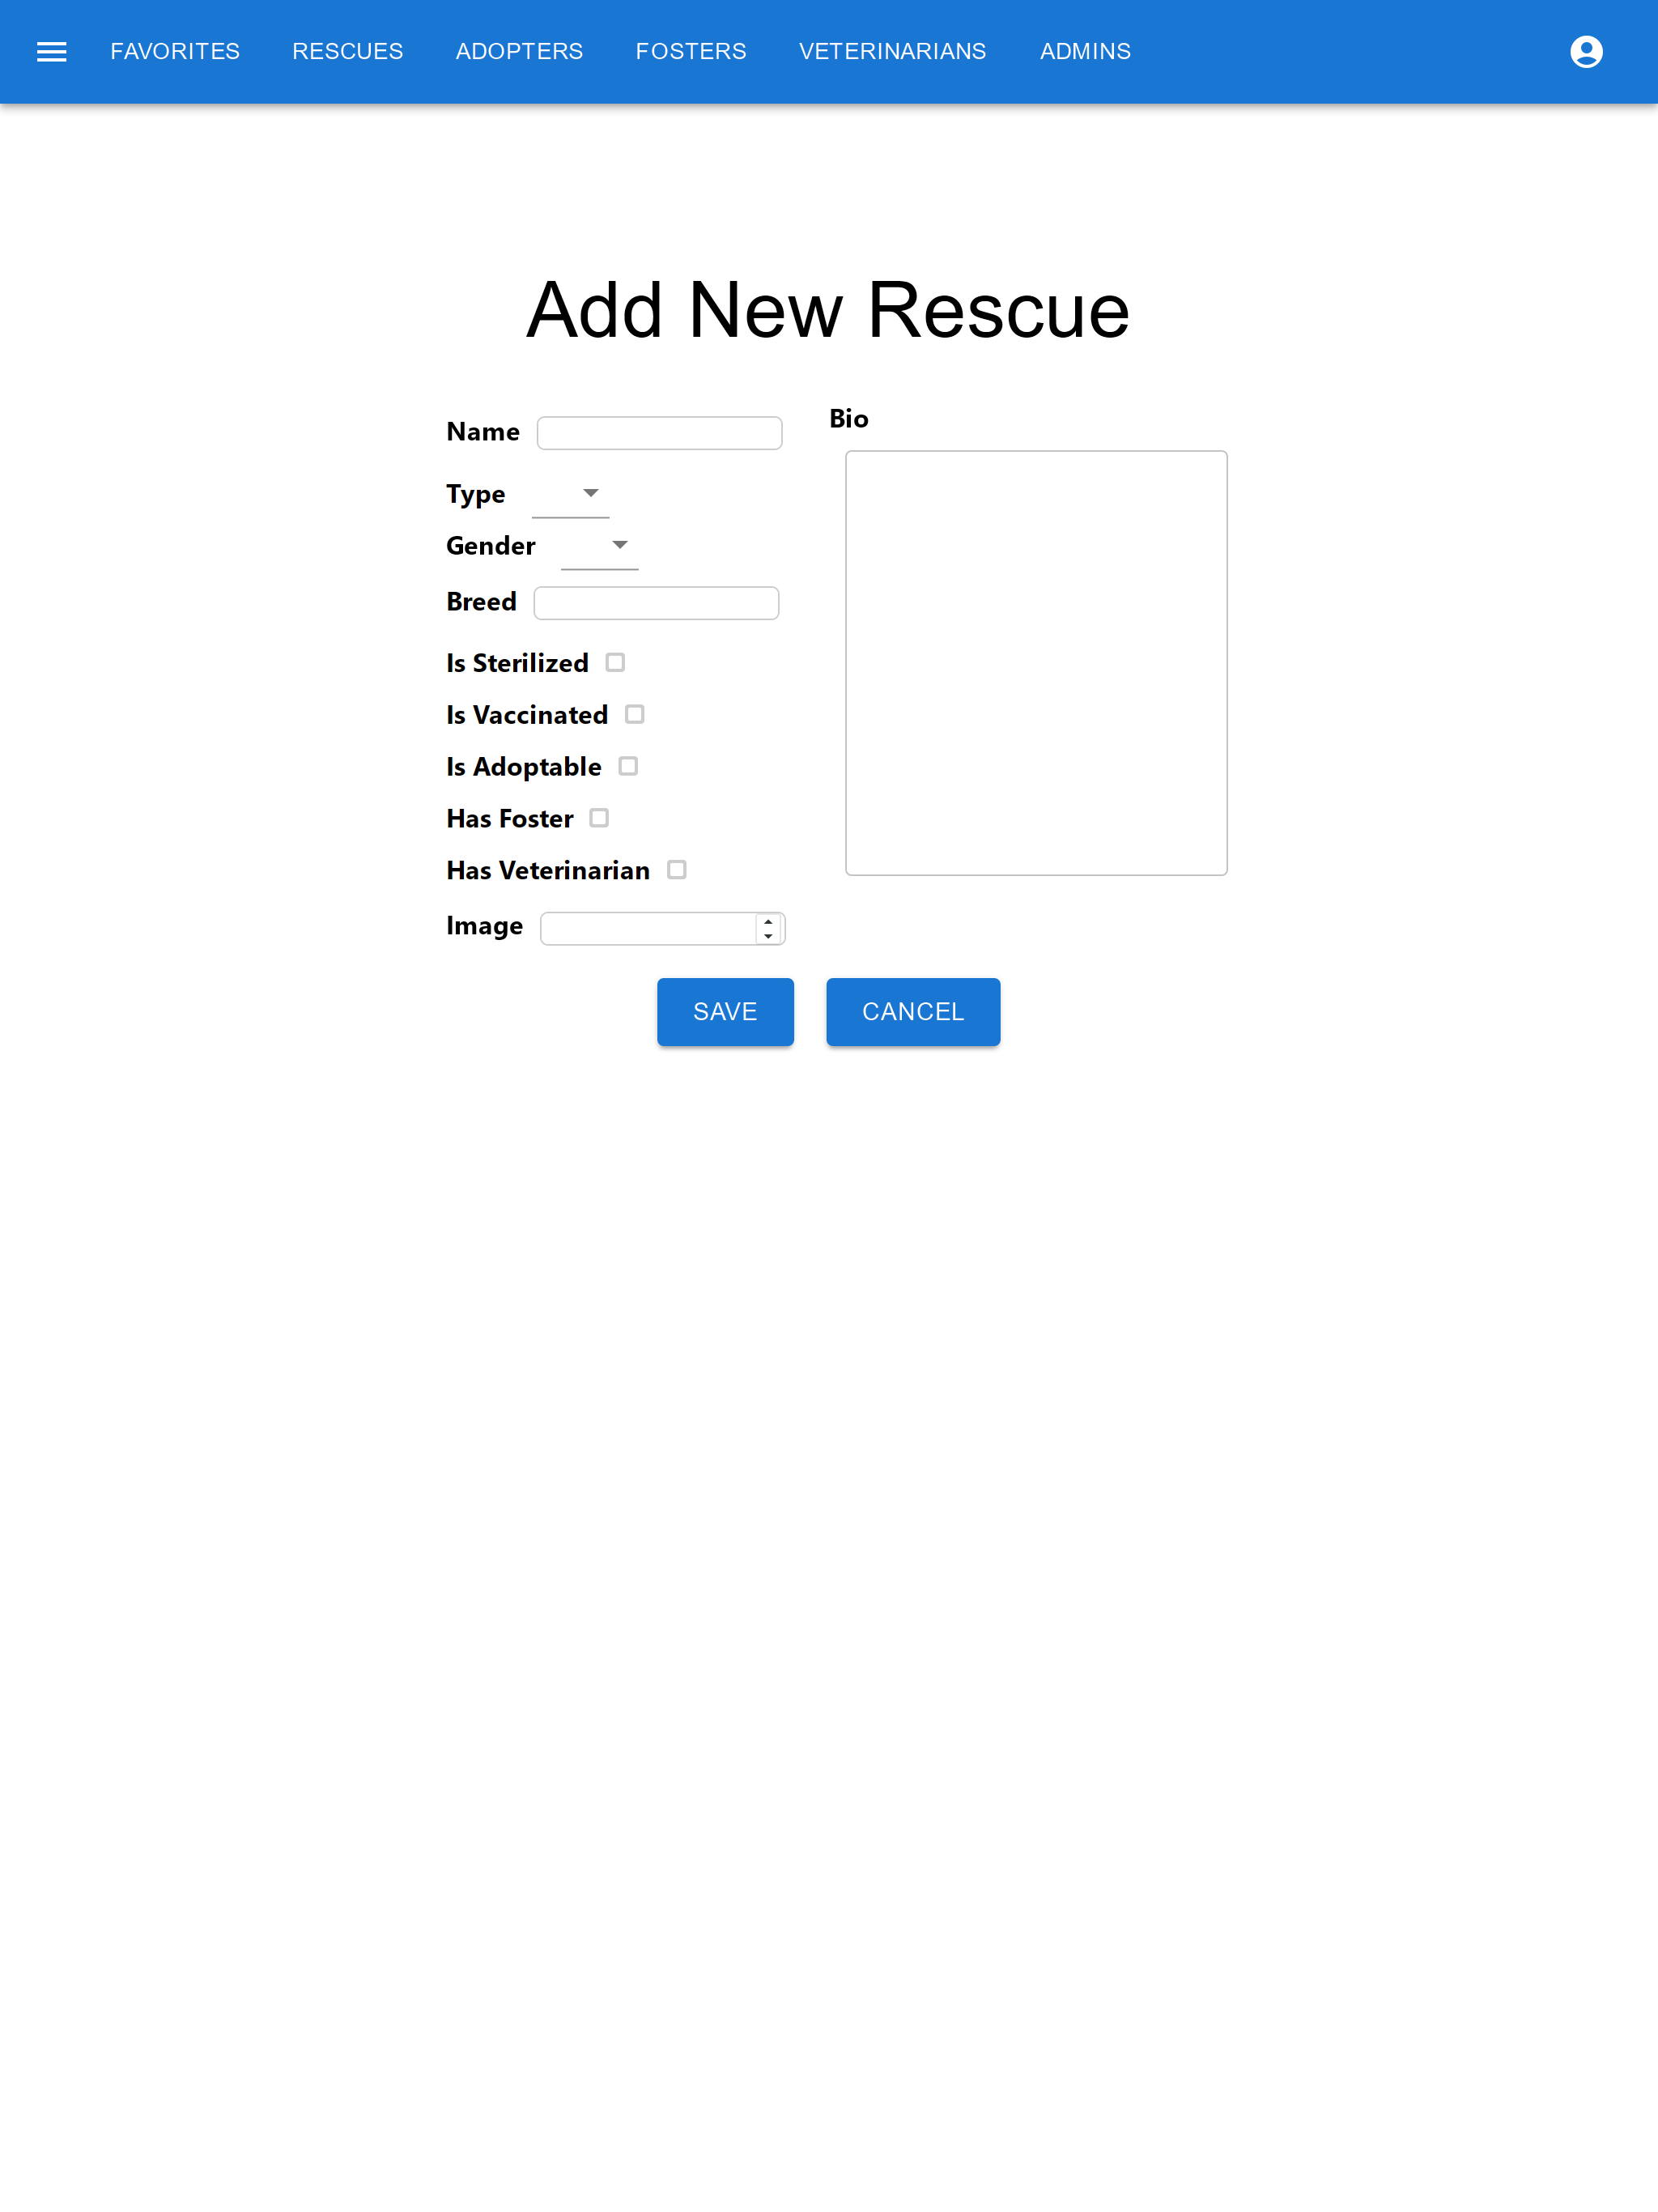 FAVORITES RESCUES ADOPTERS FOSTERS VETERINARIANS ADMINS
Add New Rescue
Name
Type
Gender
Breed
Is Sterilized
Is Vaccinated
Is Adoptable
Has Foster
Has Veterinarian
Image
Bio
SAVE CANCEL